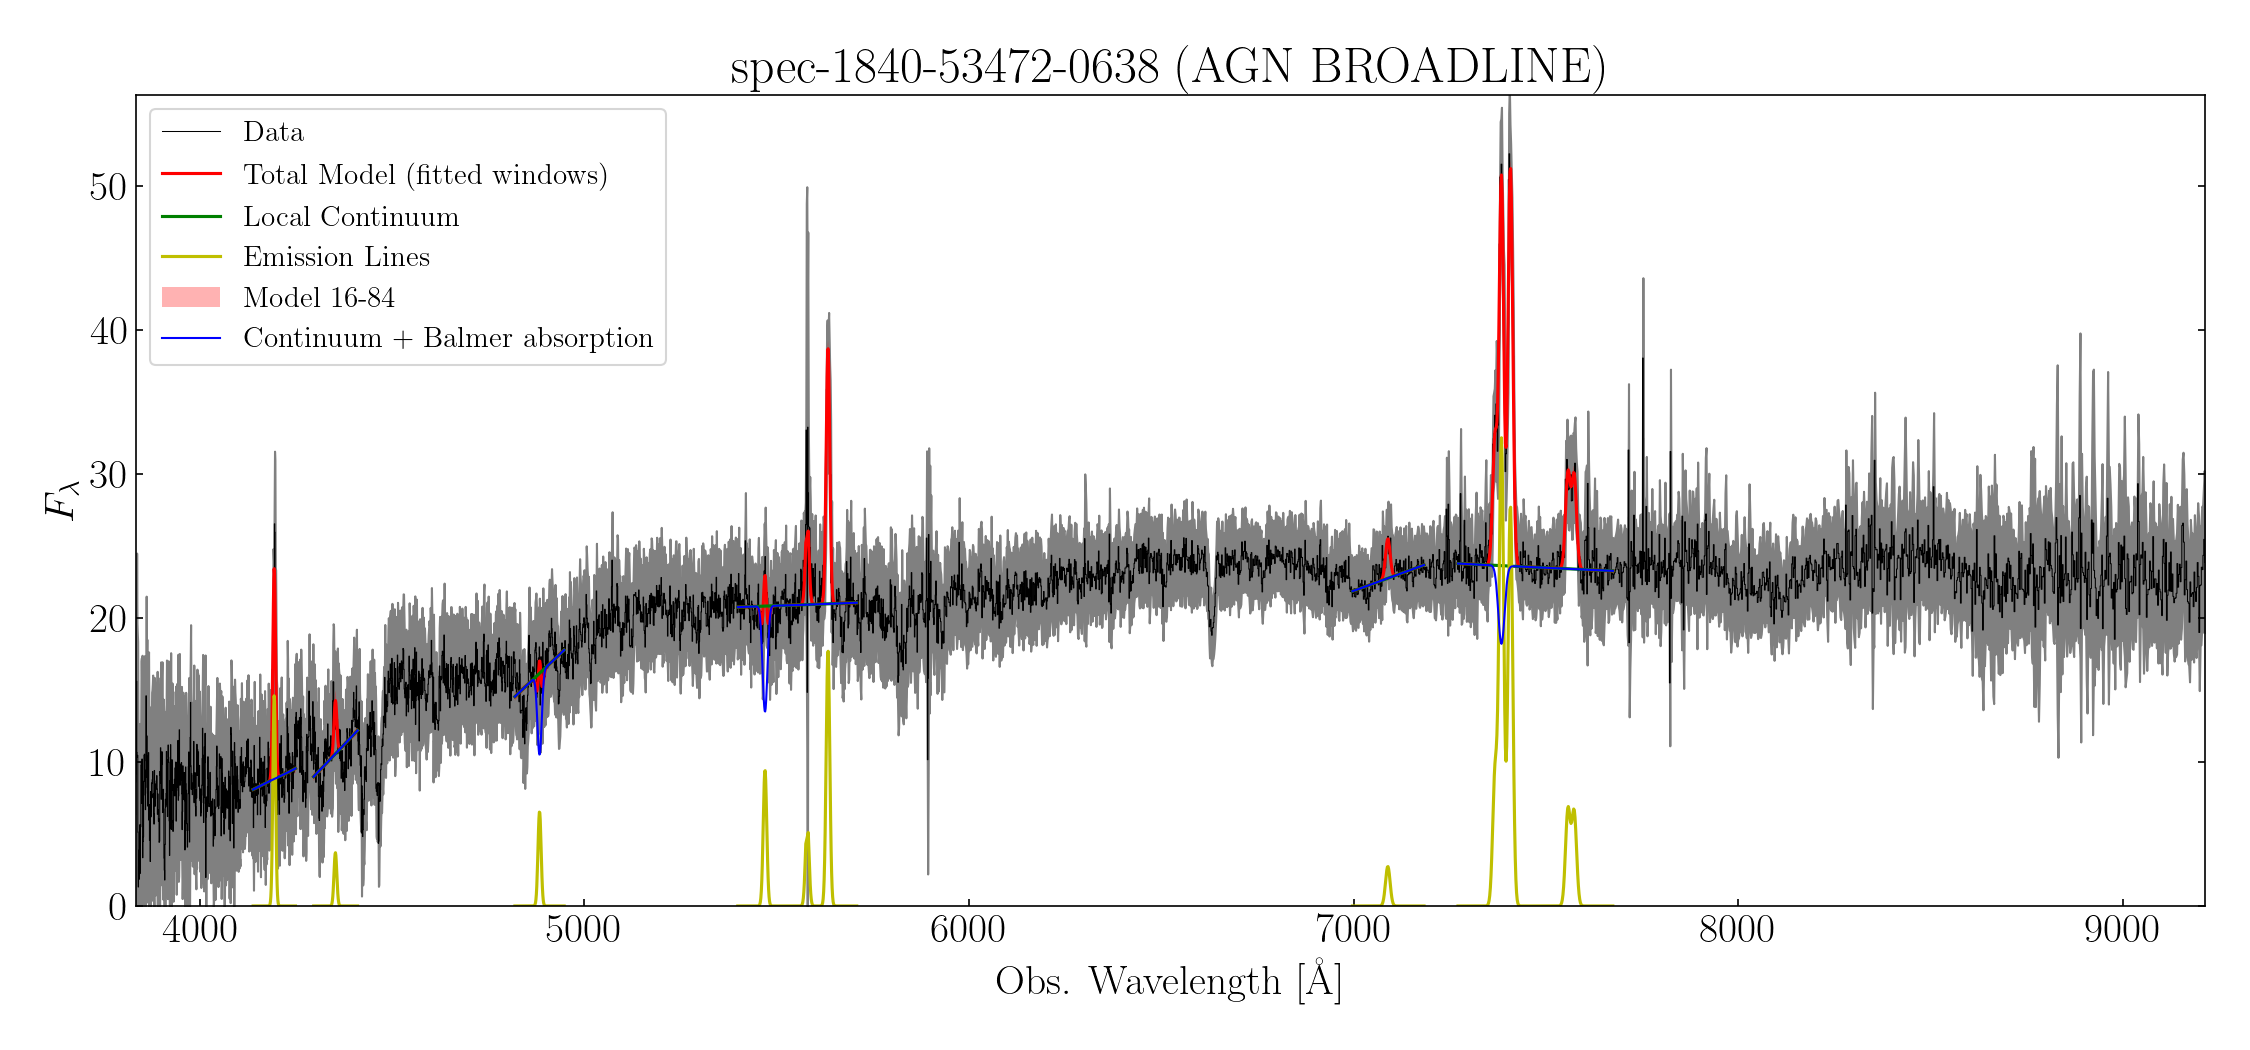 spec-1840-53472-0638 (AGN BROADLINE)
Data
Total Model (fitted windows)
Local Continuum
Emission Lines
Model 16-84
Continuum + Balmer absorption
50
40
30
20
10
0
Fλ
4000 5000 6000 7000 8000 9000
Obs. Wavelength [Å]